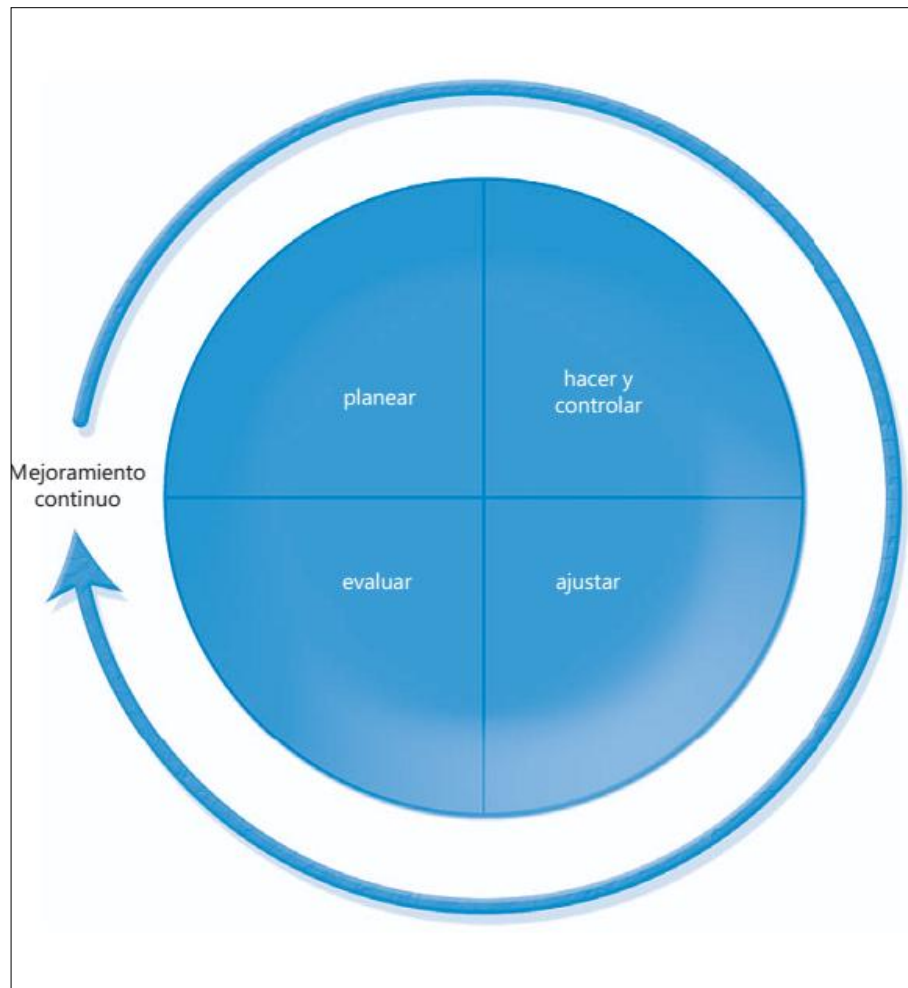 planear
hacer y
controlar
Mejoramiento
continuo
evaluar
ajustar